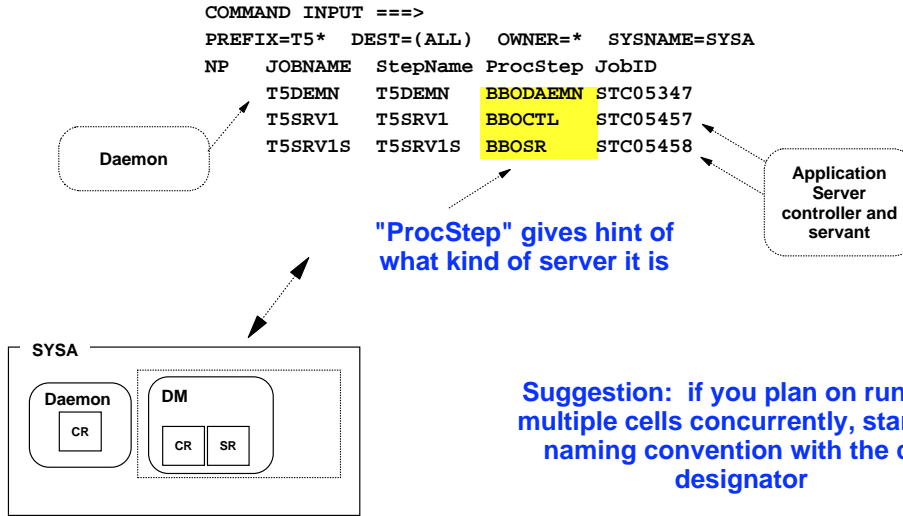 COMMAND INPUT ===>
PREFIX=T5* DEST=(ALL) OWNER=* SYSNAME=SYSA
NP JOBNAME StepName ProcStep JobID
T5DEMN T5DEMN BBODAEMN STC05347
T5SRV1 T5SRV1 BBOCTL STC05457
T5SRV1S T5SRV1S BBOSR STC05458
Daemon
Application
Server
controller and
servant
"ProcStep" gives hint of
what kind of server it is
SYSA
Daemon
CR
DM
CR SR
Suggestion: if you plan on run
multiple cells concurrently, star
naming convention with the c
designator